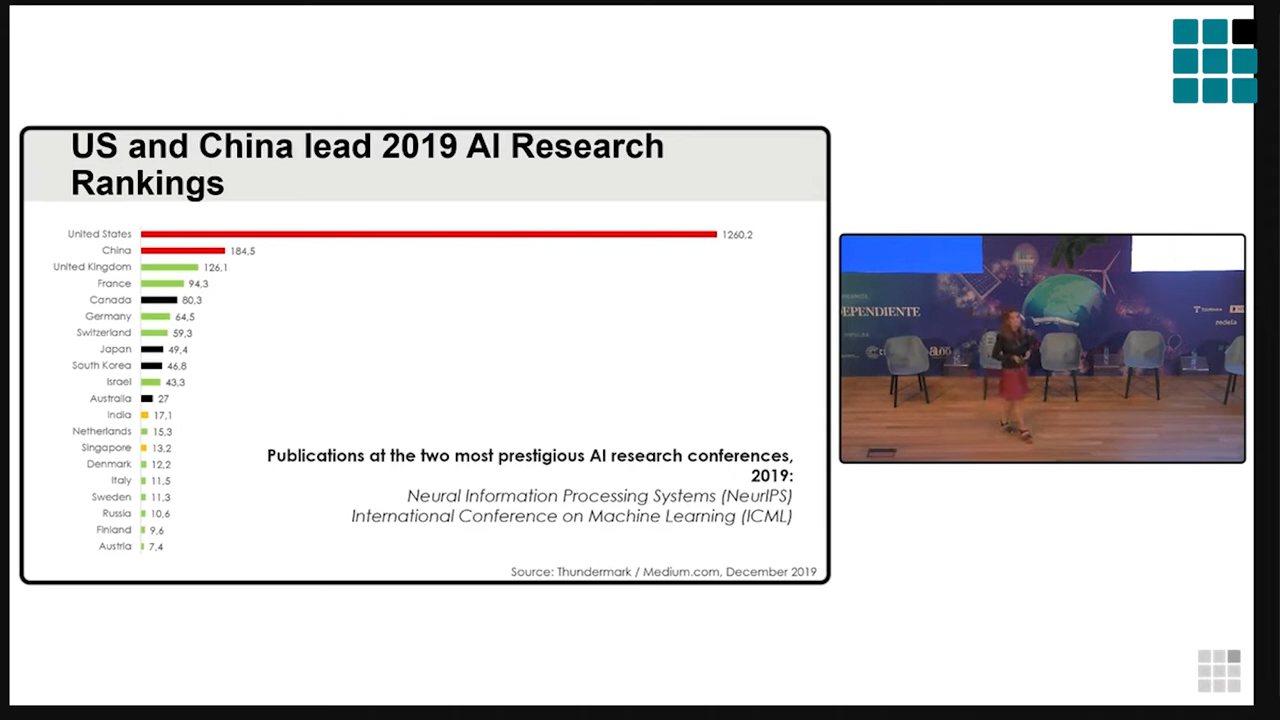 US and China lead 2019 AI Research
Rankings
United States 1260,2
China 184,5
United Kingdom 126,1
France 94,3
Canada 80,3
Germany 64,5
Switzerland 59,3
Japan 49,4
South Korea 46,8
Israel 43,3
Australia 27
India 17,1
Netherlands 15,3
Singapore 13,2
Denmark 12,2
Italy 11,5
Sweden 11,3
Russia 10,6
Finland 9,6
Austria 7,4
Publications at the two most prestigious AI research conferences,
2019:
Neural Information Processing Systems (NeurIPS)
International Conference on Machine Learning (ICML)
Source: Thundermark / Medium.com, December 2019
EPENDIENTE
redeia